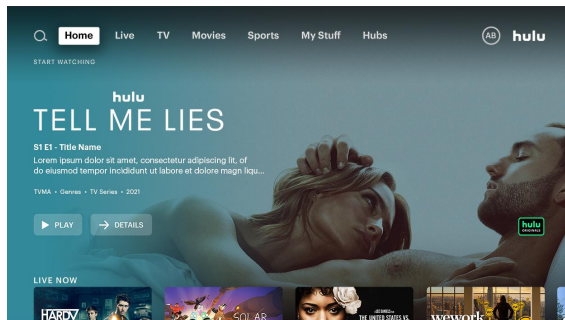 Home Live TV Movies Sports My Stuff Hubs AB hulu
START WATCHING
hulu
TELL ME LIES
S1 E1 - Title Name
Lorem ipsum dolor sit amet, consectetur adipiscing lit, of
do eiusmod tempor incididunt ut labore et dolore magn liqu...
TVMA • Genres • TV Series • 2021
PLAY DETAILS
hulu
ORIGINALS
LIVE NOW
HARDY
SOLAR
THE UNITED STATES VS.
wework